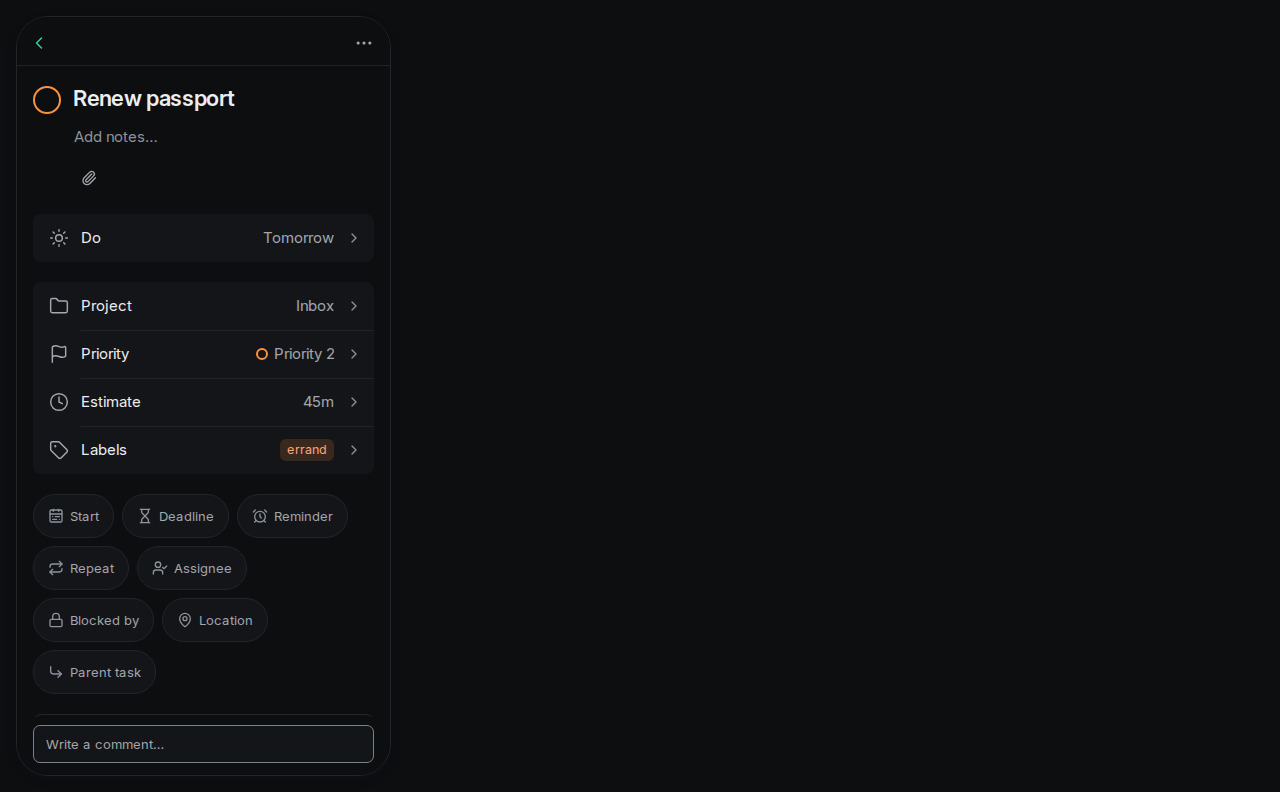 Renew passport
Add notes...
Do Tomorrow
Project Inbox
Priority Priority 2
Estimate 45m
Labels errand
Start Deadline Reminder
Repeat Assignee
Blocked by Location
Parent task
Write a comment...